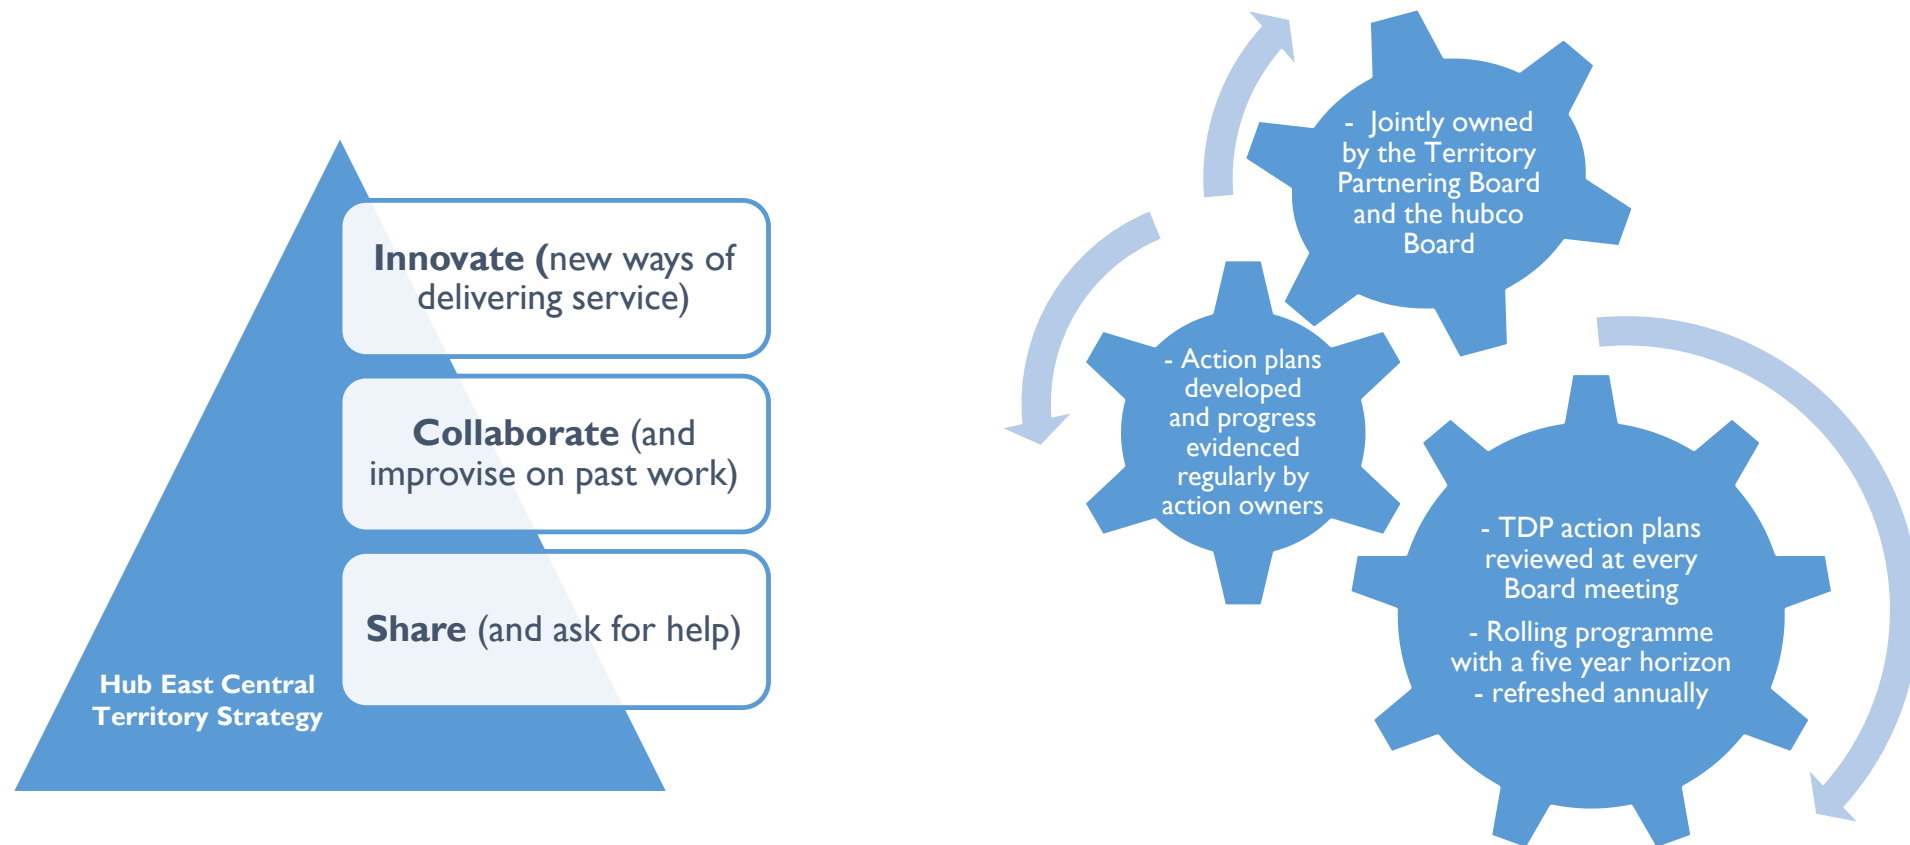 Innovate (new ways of
delivering service)
Collaborate (and
improvise on past work)
Share (and ask for help)
Hub East Central
Territory Strategy
- Jointly owned
by the Territory
Partnering Board
and the hubco
Board
- Action plans
developed
and progress
evidenced
regularly by
action owners
- TDP action plans
reviewed at every
Board meeting
- Rolling programme
with a five year horizon
- refreshed annually